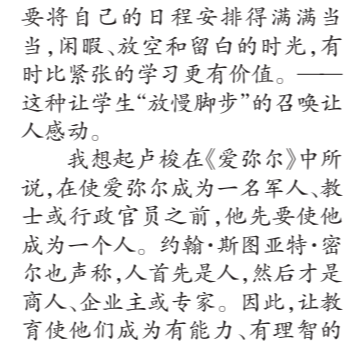 要将自己的日程安排得满满当
当,闲暇、放空和留白的时光,有
时比紧张的学习更有价值。——
这种让学生“放慢脚步”的召唤让
人感动。
我想起卢梭在《爱弥尔》中所
说,在使爱弥尔成为一名军人、教
士或行政官员之前,他先要使他
成为一个人。约翰·斯图亚特·密
尔也声称,人首先是人,然后才是
商人、企业主或专家。因此,让教
育使他们成为有能力、有理智的